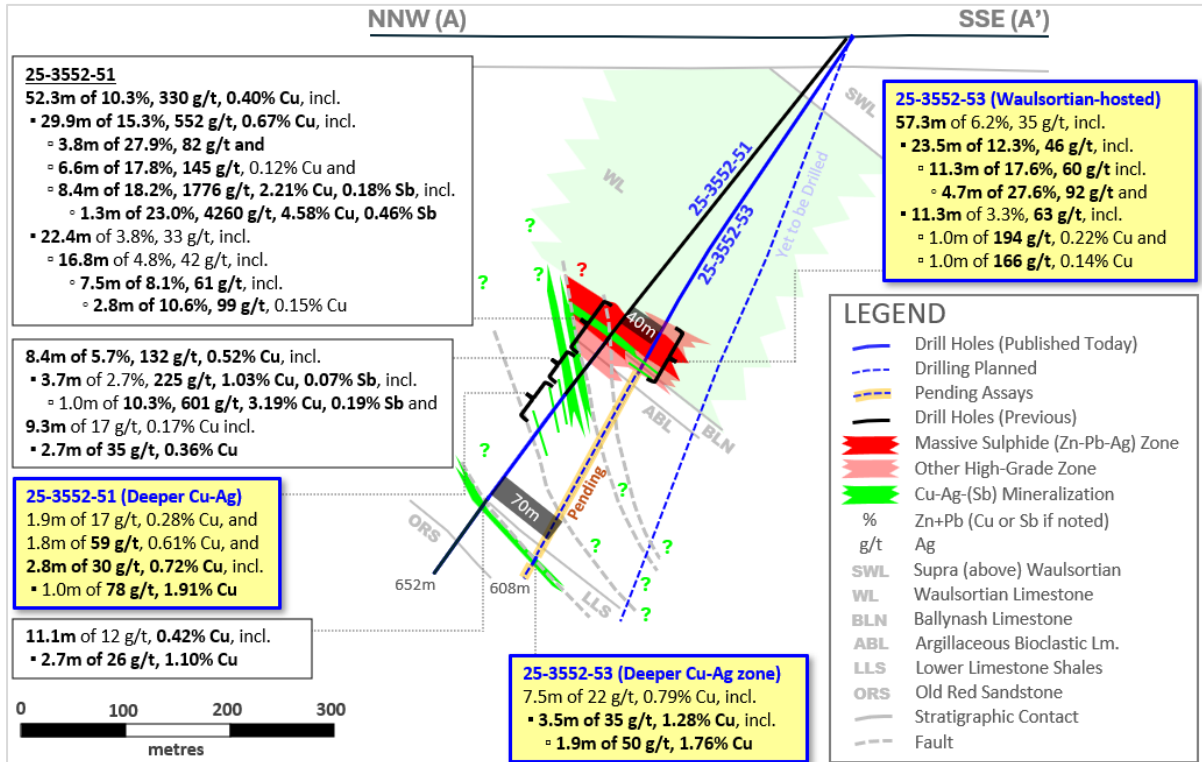 NNW (A)
SSE (A’)
25-3552-51
52.3m of 10.3%, 330 g/t, 0.40% Cu, incl.
▪ 29.9m of 15.3%, 552 g/t, 0.67% Cu, incl.
▫ 3.8m of 27.9%, 82 g/t and
▫ 6.6m of 17.8%, 145 g/t, 0.12% Cu and
▫ 8.4m of 18.2%, 1776 g/t, 2.21% Cu, 0.18% Sb, incl.
◦ 1.3m of 23.0%, 4260 g/t, 4.58% Cu, 0.46% Sb
▪ 22.4m of 3.8%, 33 g/t, incl.
▫ 16.8m of 4.8%, 42 g/t, incl.
▫ 7.5m of 8.1%, 61 g/t, incl.
◦ 2.8m of 10.6%, 99 g/t, 0.15% Cu
8.4m of 5.7%, 132 g/t, 0.52% Cu, incl.
▪ 3.7m of 2.7%, 225 g/t, 1.03% Cu, 0.07% Sb, incl.
▫ 1.0m of 10.3%, 601 g/t, 3.19% Cu, 0.19% Sb and
9.3m of 17 g/t, 0.17% Cu incl.
▪ 2.7m of 35 g/t, 0.36% Cu
25-3552-51 (Deeper Cu-Ag)
1.9m of 17 g/t, 0.28% Cu, and
1.8m of 59 g/t, 0.61% Cu, and
2.8m of 30 g/t, 0.72% Cu, incl.
▪ 1.0m of 78 g/t, 1.91% Cu
11.1m of 12 g/t, 0.42% Cu, incl.
▪ 2.7m of 26 g/t, 1.10% Cu
0 100 200 300
metres
SWL
WL
25-3552-51
25-3552-53
Yet to be Drilled
?
?
?
?
?
?
?
?
?
?
?
40m
ABL
BLN
Pending
70m
ORS
LLS
652m
608m
25-3552-53 (Deeper Cu-Ag zone)
7.5m of 22 g/t, 0.79% Cu, incl.
▪ 3.5m of 35 g/t, 1.28% Cu, incl.
▫ 1.9m of 50 g/t, 1.76% Cu
25-3552-53 (Waulsortian-hosted)
57.3m of 6.2%, 35 g/t, incl.
▪ 23.5m of 12.3%, 46 g/t, incl.
▫ 11.3m of 17.6%, 60 g/t incl.
◦ 4.7m of 27.6%, 92 g/t and
▪ 11.3m of 3.3%, 63 g/t, incl.
▫ 1.0m of 194 g/t, 0.22% Cu and
▫ 1.0m of 166 g/t, 0.14% Cu
LEGEND
Drill Holes (Published Today)
Drilling Planned
Pending Assays
Drill Holes (Previous)
Massive Sulphide (Zn-Pb-Ag) Zone
Other High-Grade Zone
Cu-Ag-(Sb) Mineralization
% Zn+Pb (Cu or Sb if noted)
g/t Ag
SWL Supra (above) Waulsortian
WL Waulsortian Limestone
BLN Ballynash Limestone
ABL Argillaceous Bioclastic Lm.
LLS Lower Limestone Shales
ORS Old Red Sandstone
Stratigraphic Contact
Fault